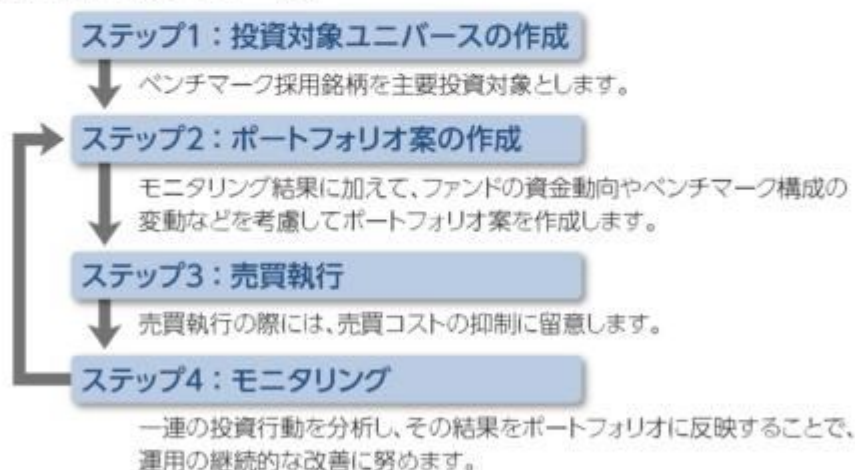 ステップ1：投資対象ユニバースの作成
ベンチマーク採用銘柄を主要投資対象とします。
ステップ2：ポートフォリオ案の作成
モニタリング結果に加えて、ファンドの資金動向やベンチマーク構成の
変動などを考慮してポートフォリオ案を作成します。
ステップ3：売買執行
売買執行の際には、売買コストの抑制に留意します。
ステップ4：モニタリング
一連の投資行動を分析し、その結果をポートフォリオに反映することで、
運用の継続的な改善に努めます。